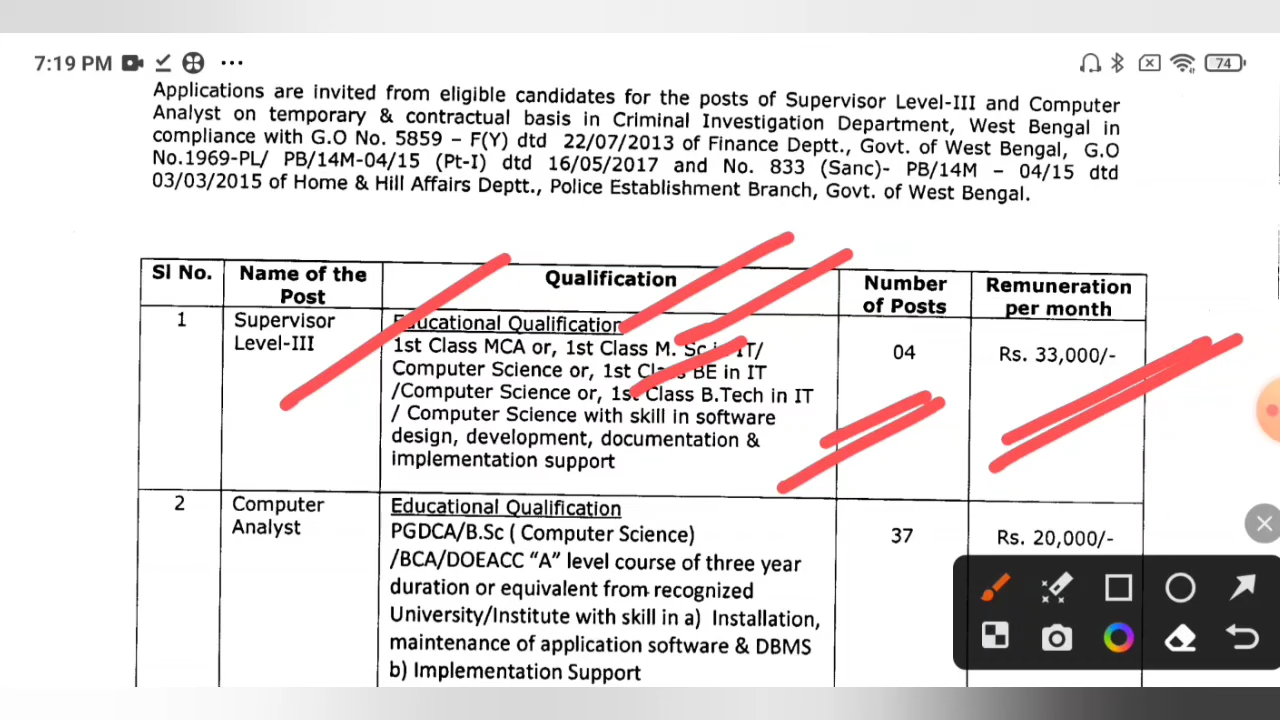 7:19 PM
74
Applications are invited from eligible candidates for the posts of Supervisor Level-III and Computer
Analyst on temporary & contractual basis in Criminal Investigation Department, West Bengal in
compliance with G.O No. 5859 – F(Y) dtd 22/07/2013 of Finance Deptt., Govt. of West Bengal, G.O
No.1969-PL/ PB/14M-04/15 (Pt-I) dtd 16/05/2017 and No. 833 (Sanc)- PB/14M – 04/15 dtd
03/03/2015 of Home & Hill Affairs Deptt., Police Establishment Branch, Govt. of West Bengal.
Sl No.
Name of the
Post
Qualification
Number
of Posts
Remuneration
per month
1
Supervisor
Level-III
Educational Qualification
1st Class MCA or, 1st Class M. Sc in IT/
Computer Science or, 1st Class BE in IT
/Computer Science or, 1st Class B.Tech in IT
/ Computer Science with skill in software
design, development, documentation &
implementation support
04
Rs. 33,000/-
2
Computer
Analyst
Educational Qualification
PGDCA/B.Sc ( Computer Science)
/BCA/DOEACC “A” level course of three year
duration or equivalent from recognized
University/Institute with skill in a) Installation,
maintenance of application software & DBMS
b) Implementation Support
37
Rs. 20,000/-